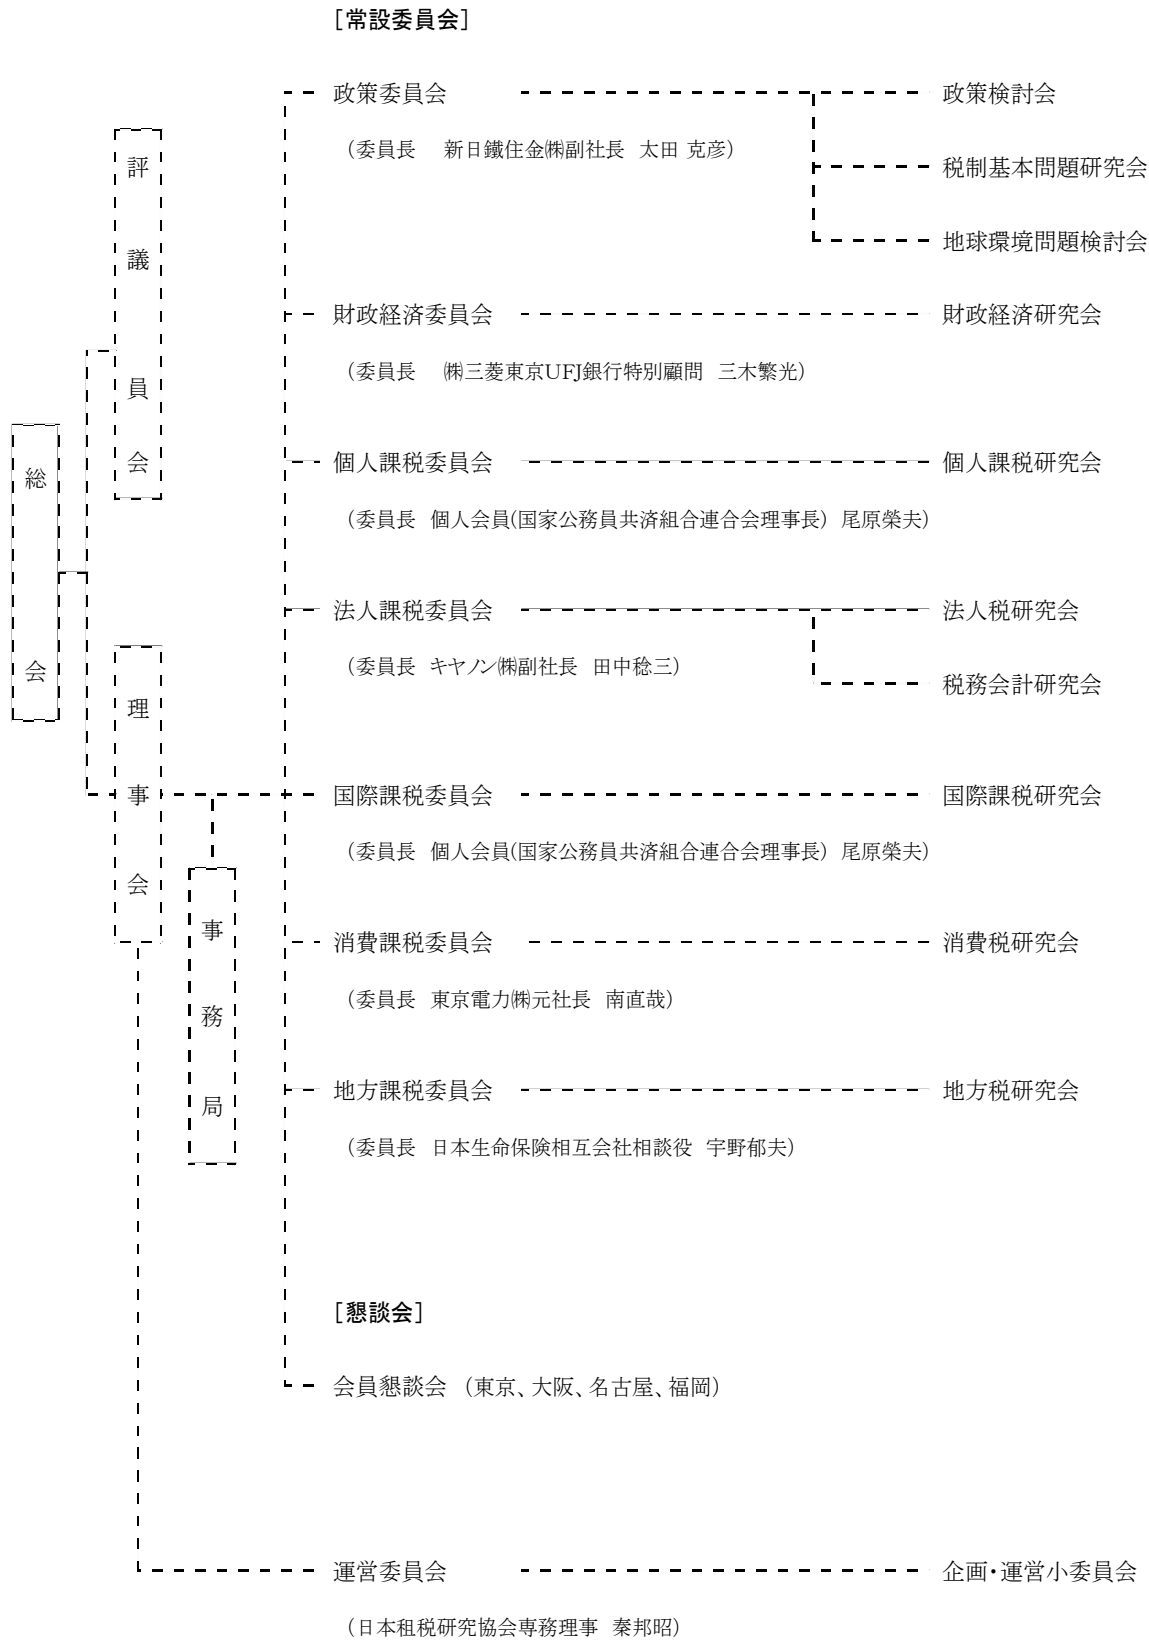 [常設委員会]
政策委員会 政策検討会
（委員長　新日鐵住金㈱副社長　太田 克彦）
税制基本問題研究会
地球環境問題検討会
財政経済委員会 財政経済研究会
（委員長　㈱三菱東京UFJ銀行特別顧問　三木繁光）
個人課税委員会 個人課税研究会
（委員長　個人会員(国家公務員共済組合連合会理事長)　尾原榮夫）
法人課税委員会 法人税研究会
（委員長　キヤノン㈱副社長　田中稔三）
税務会計研究会
国際課税委員会 国際課税研究会
（委員長　個人会員(国家公務員共済組合連合会理事長)　尾原榮夫）
消費課税委員会 消費税研究会
（委員長　東京電力㈱元社長　南直哉）
地方課税委員会 地方税研究会
（委員長　日本生命保険相互会社相談役　宇野郁夫）
[懇談会]
会員懇談会　（東京、大阪、名古屋、福岡）
運営委員会 企画・運営小委員会
（日本租税研究協会専務理事　秦邦昭）
総会
評議員会
理事会
事務局